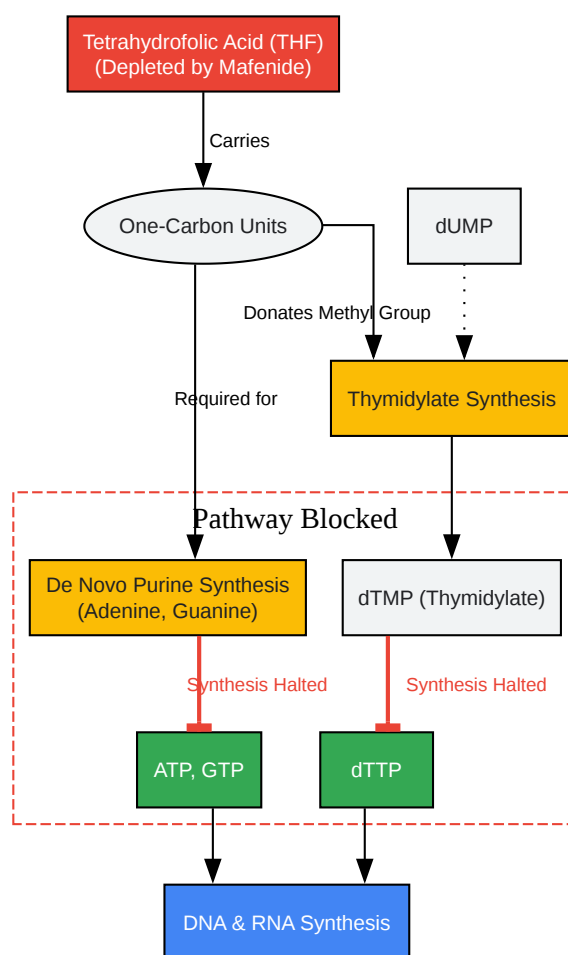 Tetrahydrofolic Acid (THF)
(Depleted by Mafenide)
Carries
One-Carbon Units
dUMP
Donates Methyl Group
Thymidylate Synthesis
Required for
Pathway Blocked
De Novo Purine Synthesis
(Adenine, Guanine)
dTMP (Thymidylate)
Synthesis Halted
Synthesis Halted
ATP, GTP
dTTP
DNA & RNA Synthesis